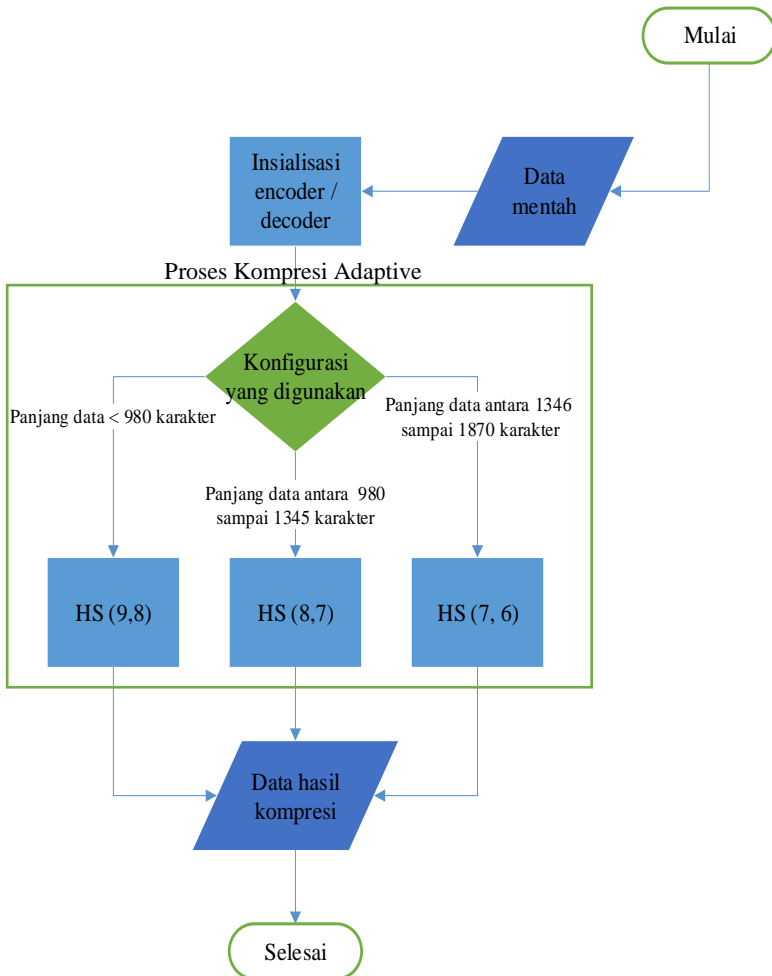 Mulai
Data
mentah
Insialisasi
encoder /
decoder
Proses Kompresi Adaptive
Konfigurasi
yang digunakan
Panjang data < 980 karakter
Panjang data antara 980
sampai 1345 karakter
Panjang data antara 1346
sampai 1870 karakter
HS (9,8)
HS (8,7)
HS (7, 6)
Data hasil
kompresi
Selesai